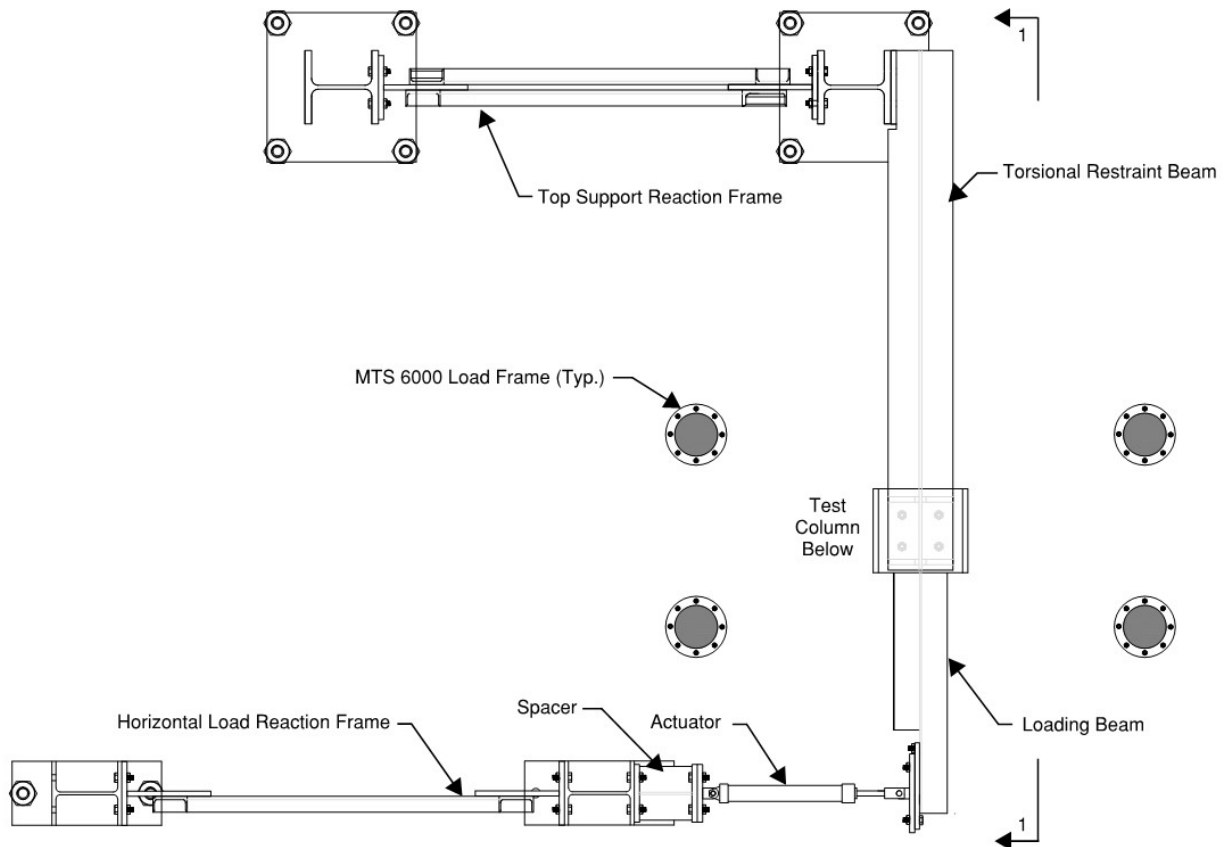 1
Torsional Restraint Beam
Top Support Reaction Frame
MTS 6000 Load Frame (Typ.)
Test
Column
Below
Spacer
Actuator
Horizontal Load Reaction Frame
Loading Beam
1